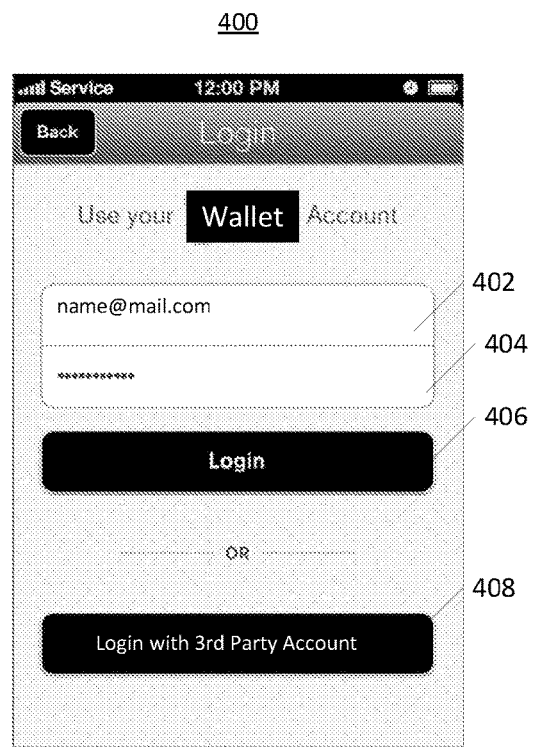 400
Service 12:00 PM
Back Login
Use your Wallet Account
402
name@mail.com
404
***********
406
Login
OR
408
Login with 3rd Party Account